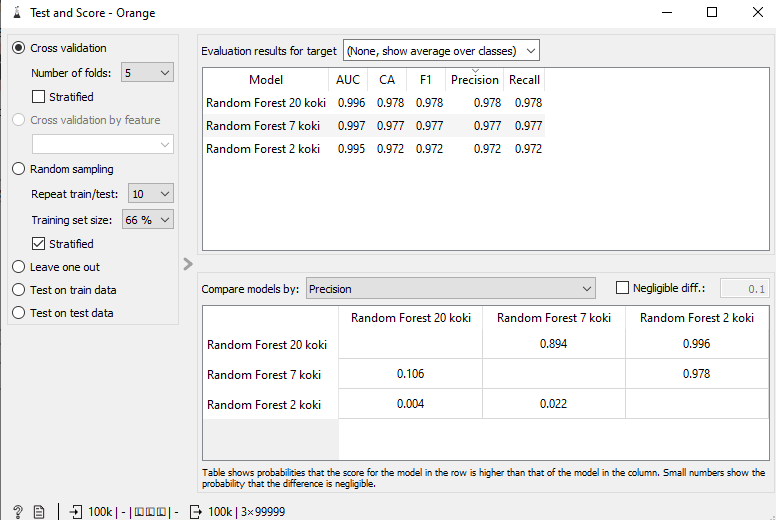 Test and Score - Orange
Cross validation
Number of folds: 5
Stratified
Cross validation by feature
Random sampling
Repeat train/test: 10
Training set size: 66 %
Stratified
Leave one out
Test on train data
Test on test data
Evaluation results for target (None, show average over classes)
Model AUC CA F1 Precision Recall
Random Forest 20 koki 0.996 0.978 0.978 0.978 0.978
Random Forest 7 koki 0.997 0.977 0.977 0.977 0.977
Random Forest 2 koki 0.995 0.972 0.972 0.972 0.972
Compare models by: Precision Negligible diff.: 0.1
Random Forest 20 koki Random Forest 7 koki Random Forest 2 koki
Random Forest 20 koki 0.894 0.996
Random Forest 7 koki 0.106 0.978
Random Forest 2 koki 0.004 0.022
Table shows probabilities that the score for the model in the row is higher than that of the model in the column. Small numbers show the
probability that the difference is negligible.
? 100k | - | | - 100k | 3×99999